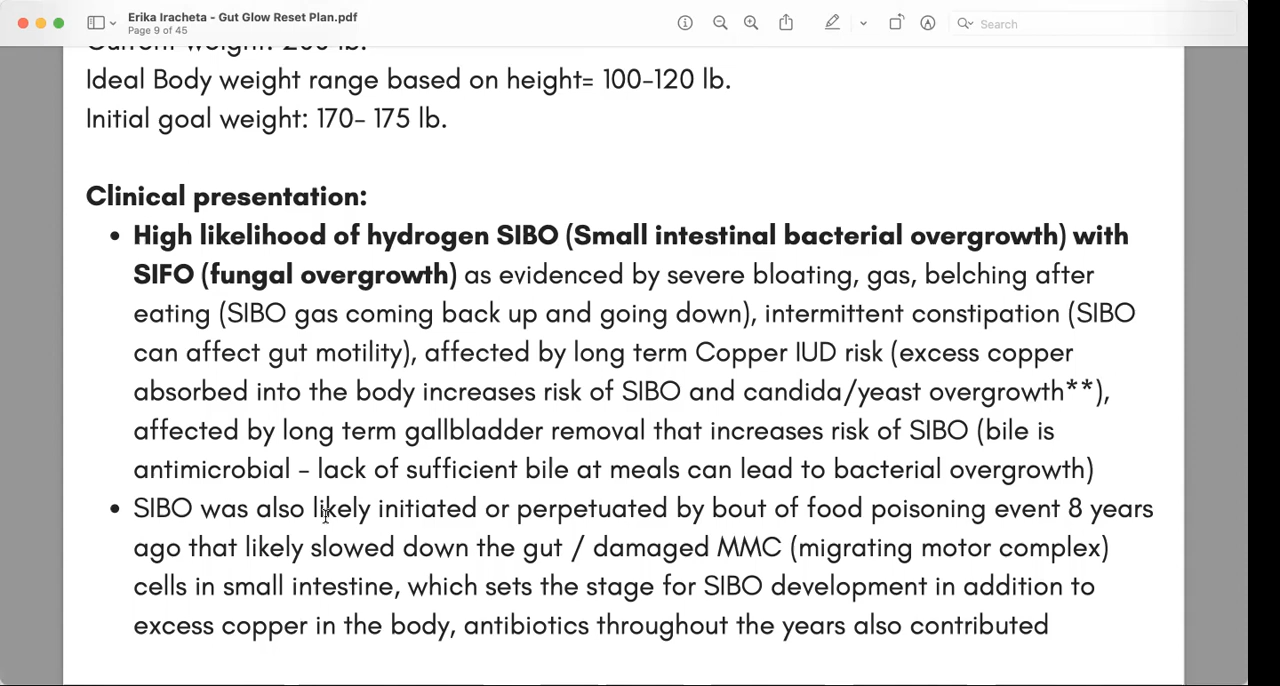 Erika Iracheta - Gut Glow Reset Plan.pdf
Page 9 of 45
Search
Current weight: 200 lb.
Ideal Body weight range based on height= 100-120 lb.
Initial goal weight: 170- 175 lb.
Clinical presentation:
• High likelihood of hydrogen SIBO (Small intestinal bacterial overgrowth) with
SIFO (fungal overgrowth) as evidenced by severe bloating, gas, belching after
eating (SIBO gas coming back up and going down), intermittent constipation (SIBO
can affect gut motility), affected by long term Copper IUD risk (excess copper
absorbed into the body increases risk of SIBO and candida/yeast overgrowth**),
affected by long term gallbladder removal that increases risk of SIBO (bile is
antimicrobial - lack of sufficient bile at meals can lead to bacterial overgrowth)
• SIBO was also likely initiated or perpetuated by bout of food poisoning event 8 years
ago that likely slowed down the gut / damaged MMC (migrating motor complex)
cells in small intestine, which sets the stage for SIBO development in addition to
excess copper in the body, antibiotics throughout the years also contributed